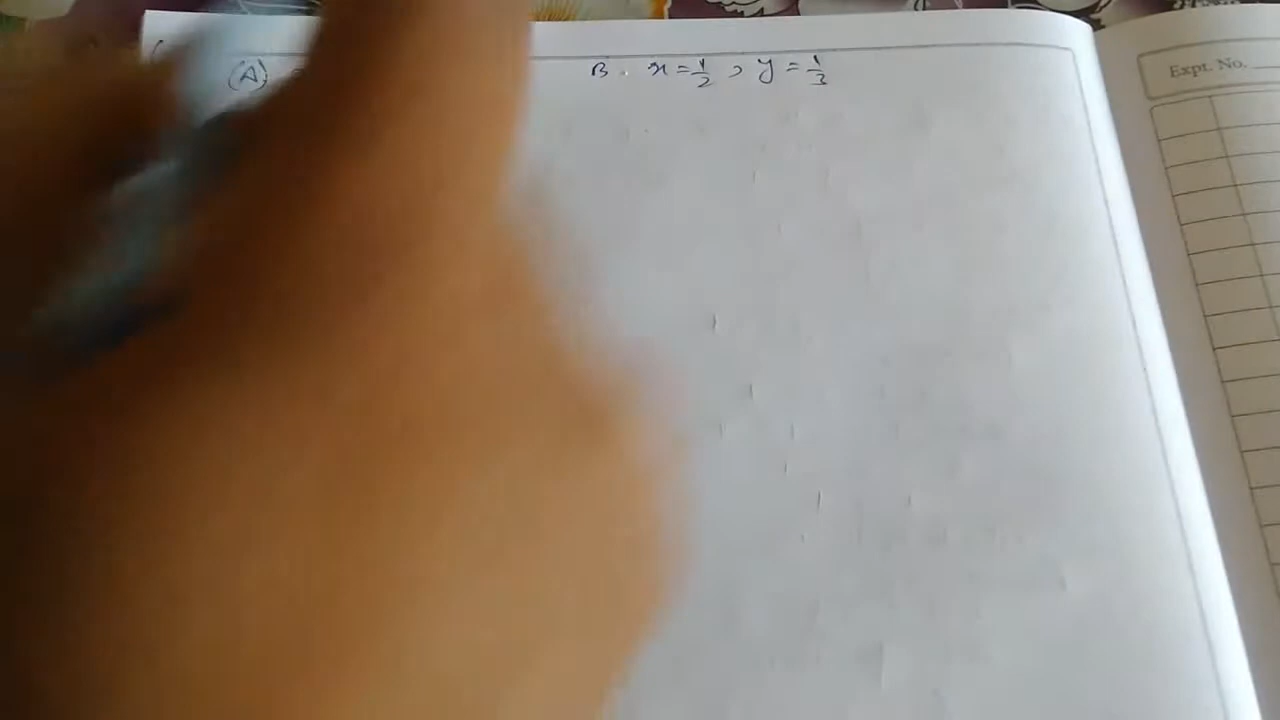 (A) B. x = 1/2 , y = 1/3
Expt. No.